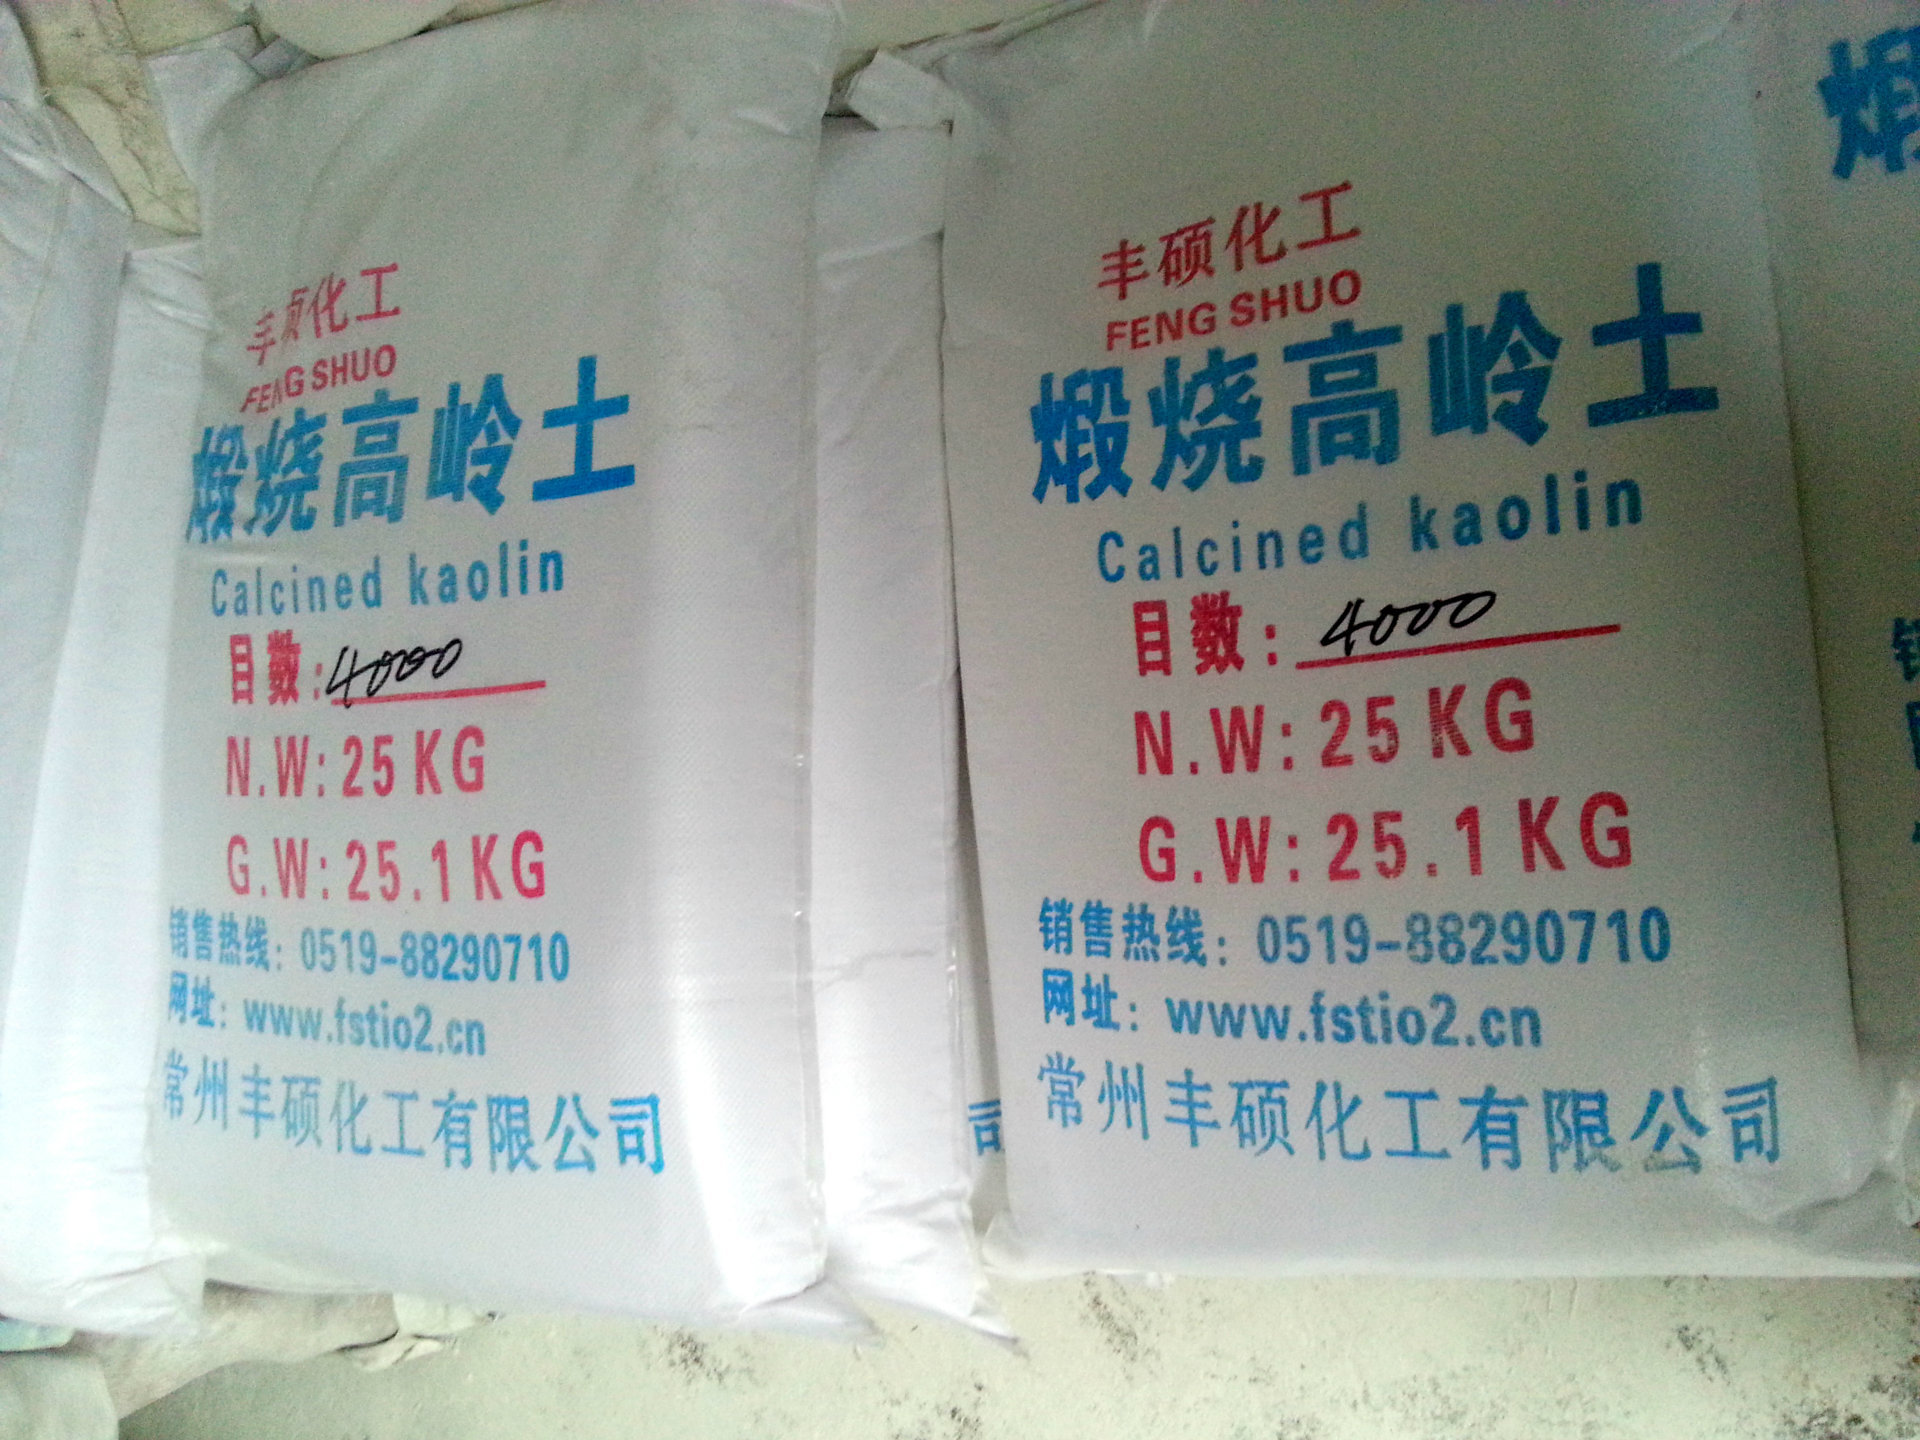 丰硕化工
FENG SHUO
煅烧高岭土
Calcined kaolin
目数:4000
N.W:25KG
G.W:25.1KG
销售热线:0519-88290710
网址:www.fstio2.cn
常州丰硕化工有限公司
司
丰硕化工
FENG SHUO
煅烧高岭土
Calcined kaolin
目数:4000
N.W:25KG
G.W:25.1KG
销售热线:0519-88290710
网址:www.fstio2.cn
常州丰硕化工有限公司
煅